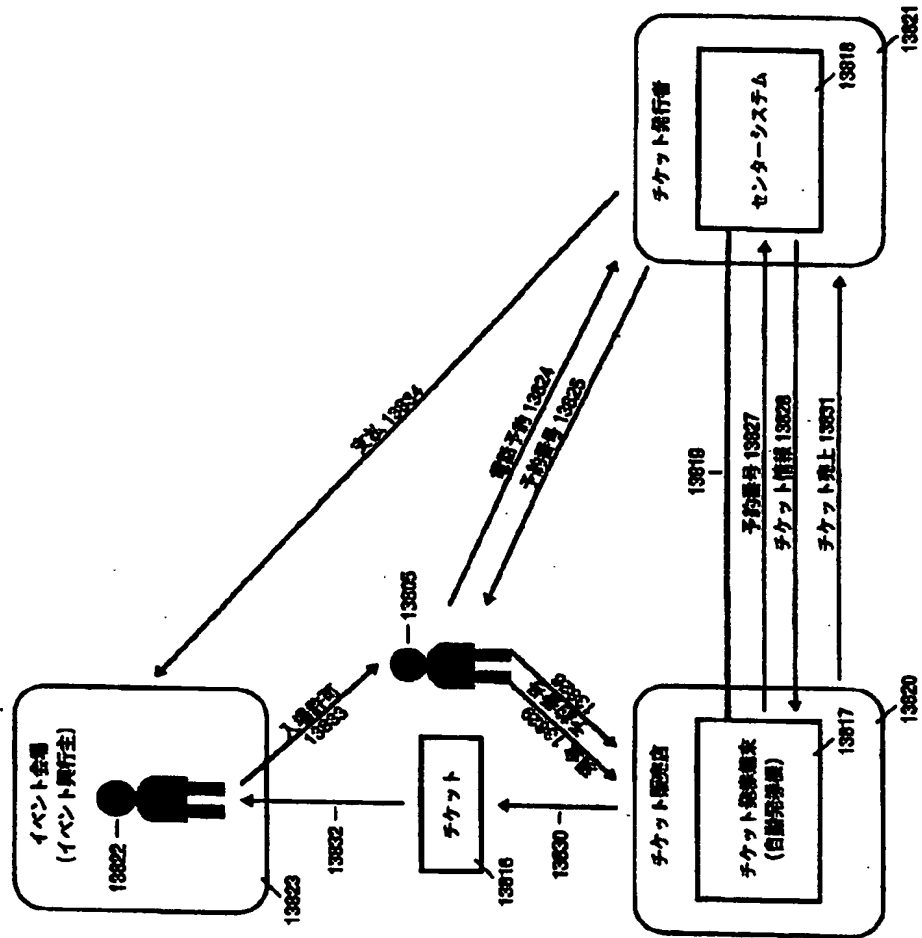 イベント会場
(イベント興行主)
13822
13823
入場許可
13833
13832
チケット
13816
13830
13805
支払 13834
電話予約 13824
予約番号 13825
チケット発行者
センターシステム
13818
13821
13819
予約番号 13827
チケット情報 13828
チケット売上 13831
チケット販売店
チケット発券端末
(自動発券機)
13817
13820